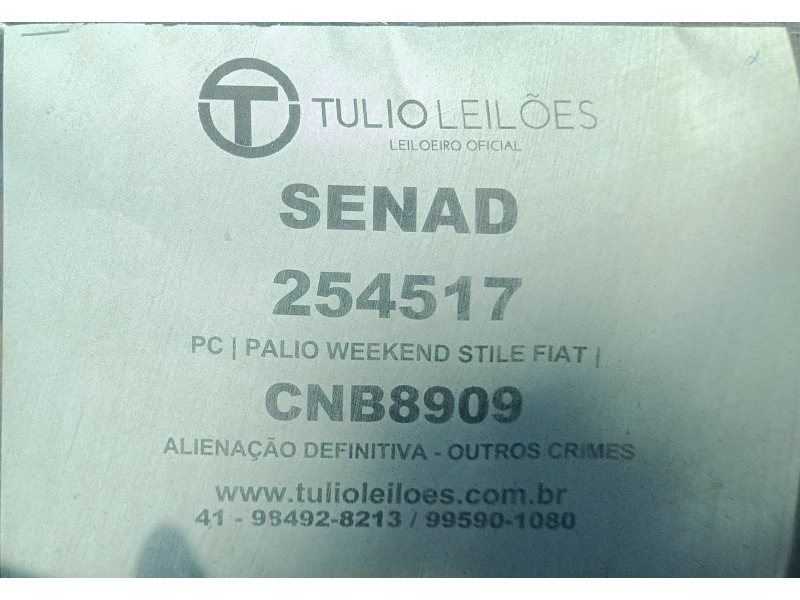 TULIO LEILÕES
LEILOEIRO OFICIAL
SENAD
254517
PC | PALIO WEEKEND STILE FIAT |
CNB8909
ALIENAÇÃO DEFINITIVA - OUTROS CRIMES
www.tulioleiloes.com.br
41 - 98492-8213 / 99590-1080